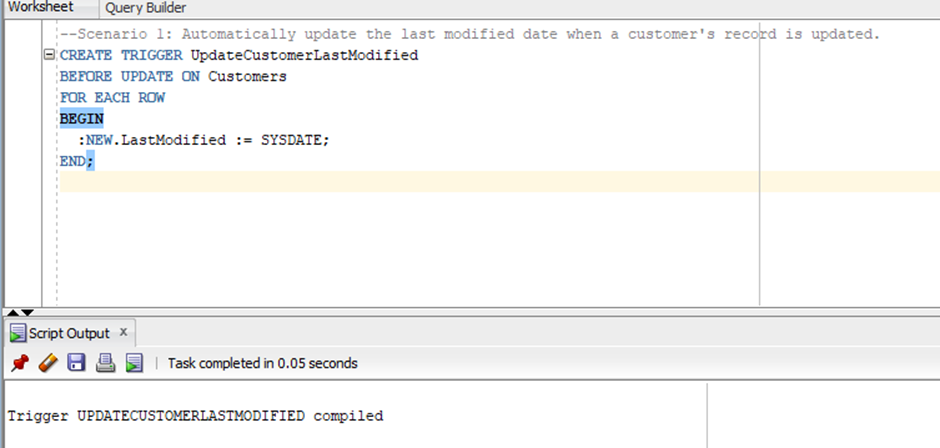 Worksheet Query Builder
--Scenario 1: Automatically update the last modified date when a customer's record is updated.
CREATE TRIGGER UpdateCustomerLastModified
BEFORE UPDATE ON Customers
FOR EACH ROW
BEGIN
:NEW.LastModified := SYSDATE;
END;
Script Output x
Task completed in 0.05 seconds
Trigger UPDATECUSTOMERLASTMODIFIED compiled